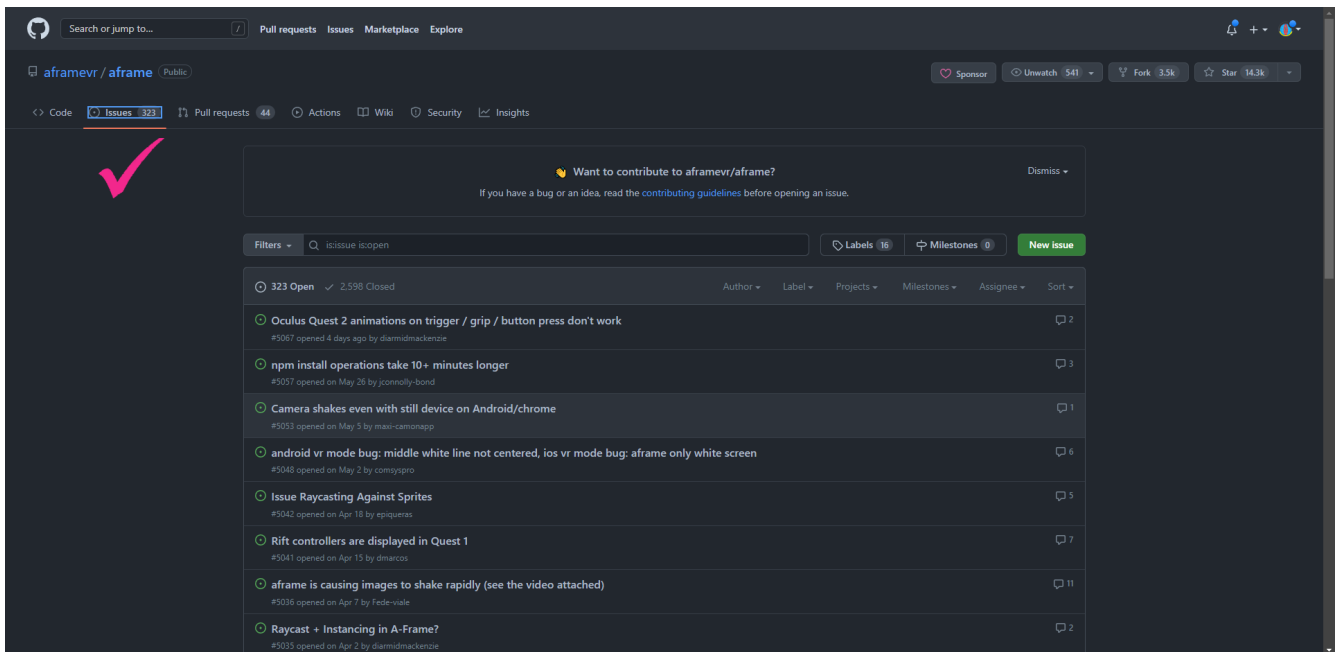 Search or jump to... / Pull requests Issues Marketplace Explore
aframevr / aframe Public Sponsor Unwatch 541 Fork 3.5k Star 14.3k
<> Code Issues 323 Pull requests 44 Actions Wiki Security Insights
Want to contribute to aframevr/aframe? Dismiss
If you have a bug or an idea, read the contributing guidelines before opening an issue.
Filters is:issue is:open Labels 16 Milestones 0 New issue
323 Open 2.598 Closed Author Label Projects Milestones Assignee Sort
Oculus Quest 2 animations on trigger / grip / button press don't work 2
#5067 opened 4 days ago by diarmidmackenzie
npm install operations take 10+ minutes longer 3
#5057 opened on May 26 by jconnolly-bond
Camera shakes even with still device on Android/chrome 1
#5053 opened on May 5 by maxi-camonapp
android vr mode bug: middle white line not centered, ios vr mode bug: aframe only white screen 6
#5048 opened on May 2 by comsyspro
Issue Raycasting Against Sprites 5
#5042 opened on Apr 18 by epiqueras
Rift controllers are displayed in Quest 1 7
#5041 opened on Apr 15 by dmarcos
aframe is causing images to shake rapidly (see the video attached) 11
#5036 opened on Apr 7 by Fede-viale
Raycast + Instancing in A-Frame? 2
#5035 opened on Apr 2 by diarmidmackenzie